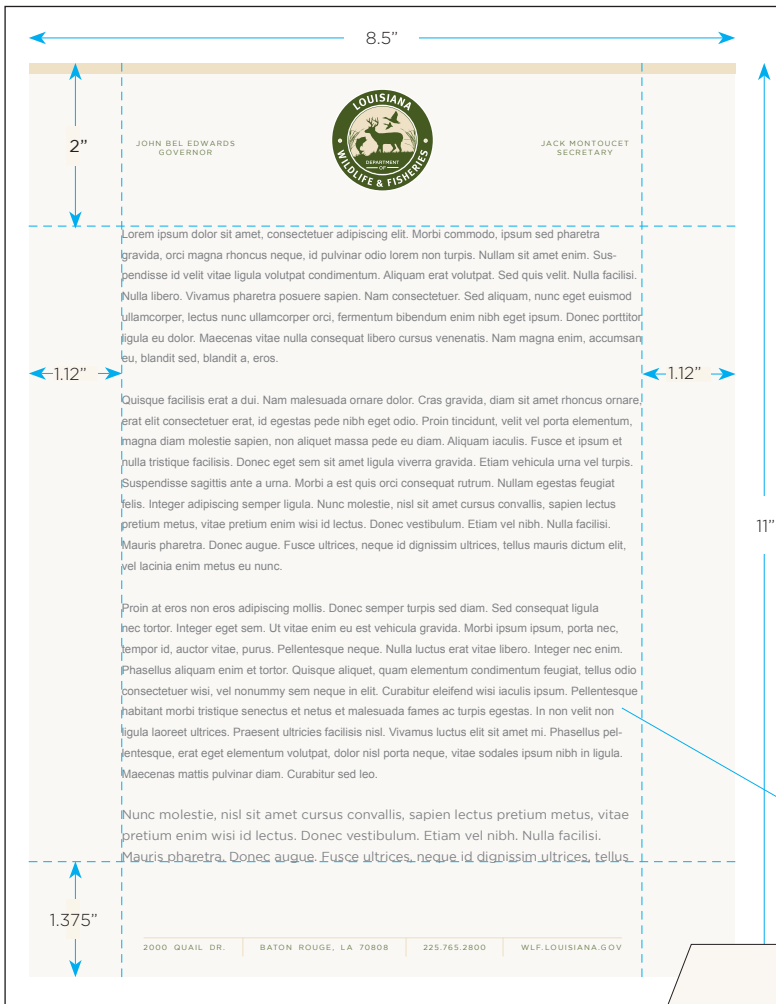 8.5”
2”
JOHN BEL EDWARDS
GOVERNOR
LOUISIANA
DEPARTMENT
OF
WILDLIFE & FISHERIES
JACK MONTOUCET
SECRETARY
Lorem ipsum dolor sit amet, consectetuer adipiscing elit. Morbi commodo, ipsum sed pharetra
gravida, orci magna rhoncus neque, id pulvinar odio lorem non turpis. Nullam sit amet enim. Sus-
pendisse id velit vitae ligula volutpat condimentum. Aliquam erat volutpat. Sed quis velit. Nulla facilisi.
Nulla libero. Vivamus pharetra posuere sapien. Nam consectetuer. Sed aliquam, nunc eget euismod
ullamcorper, lectus nunc ullamcorper orci, fermentum bibendum enim nibh eget ipsum. Donec porttitor
ligula eu dolor. Maecenas vitae nulla consequat libero cursus venenatis. Nam magna enim, accumsan
eu, blandit sed, blandit a, eros.
1.12”
1.12”
Quisque facilisis erat a dui. Nam malesuada ornare dolor. Cras gravida, diam sit amet rhoncus ornare,
erat elit consectetuer erat, id egestas pede nibh eget odio. Proin tincidunt, velit vel porta elementum,
magna diam molestie sapien, non aliquet massa pede eu diam. Aliquam iaculis. Fusce et ipsum et
nulla tristique facilisis. Donec eget sem sit amet ligula viverra gravida. Etiam vehicula urna vel turpis.
Suspendisse sagittis ante a urna. Morbi a est quis orci consequat rutrum. Nullam egestas feugiat
felis. Integer adipiscing semper ligula. Nunc molestie, nisl sit amet cursus convallis, sapien lectus
pretium metus, vitae pretium enim wisi id lectus. Donec vestibulum. Etiam vel nibh. Nulla facilisi.
Mauris pharetra. Donec augue. Fusce ultrices, neque id dignissim ultrices, tellus mauris dictum elit,
vel lacinia enim metus eu nunc.
11”
Proin at eros non eros adipiscing mollis. Donec semper turpis sed diam. Sed consequat ligula
nec tortor. Integer eget sem. Ut vitae enim eu est vehicula gravida. Morbi ipsum ipsum, porta nec,
tempor id, auctor vitae, purus. Pellentesque neque. Nulla luctus erat vitae libero. Integer nec enim.
Phasellus aliquam enim et tortor. Quisque aliquet, quam elementum condimentum feugiat, tellus odio
consectetuer wisi, vel nonummy sem neque in elit. Curabitur eleifend wisi iaculis ipsum. Pellentesque
habitant morbi tristique senectus et netus et malesuada fames ac turpis egestas. In non velit non
ligula laoreet ultrices. Praesent ultricies facilisis nisl. Vivamus luctus elit sit amet mi. Phasellus pel-
lentesque, erat eget elementum volutpat, dolor nisl porta neque, vitae sodales ipsum nibh in ligula.
Maecenas mattis pulvinar diam. Curabitur sed leo.
Nunc molestie, nisl sit amet cursus convallis, sapien lectus pretium metus, vitae
pretium enim wisi id lectus. Donec vestibulum. Etiam vel nibh. Nulla facilisi.
Mauris pharetra. Donec augue. Fusce ultrices, neque id dignissim ultrices, tellus
1.375”
2000 QUAIL DR. BATON ROUGE, LA 70808 225.765.2800 WLF.LOUISIANA.GOV